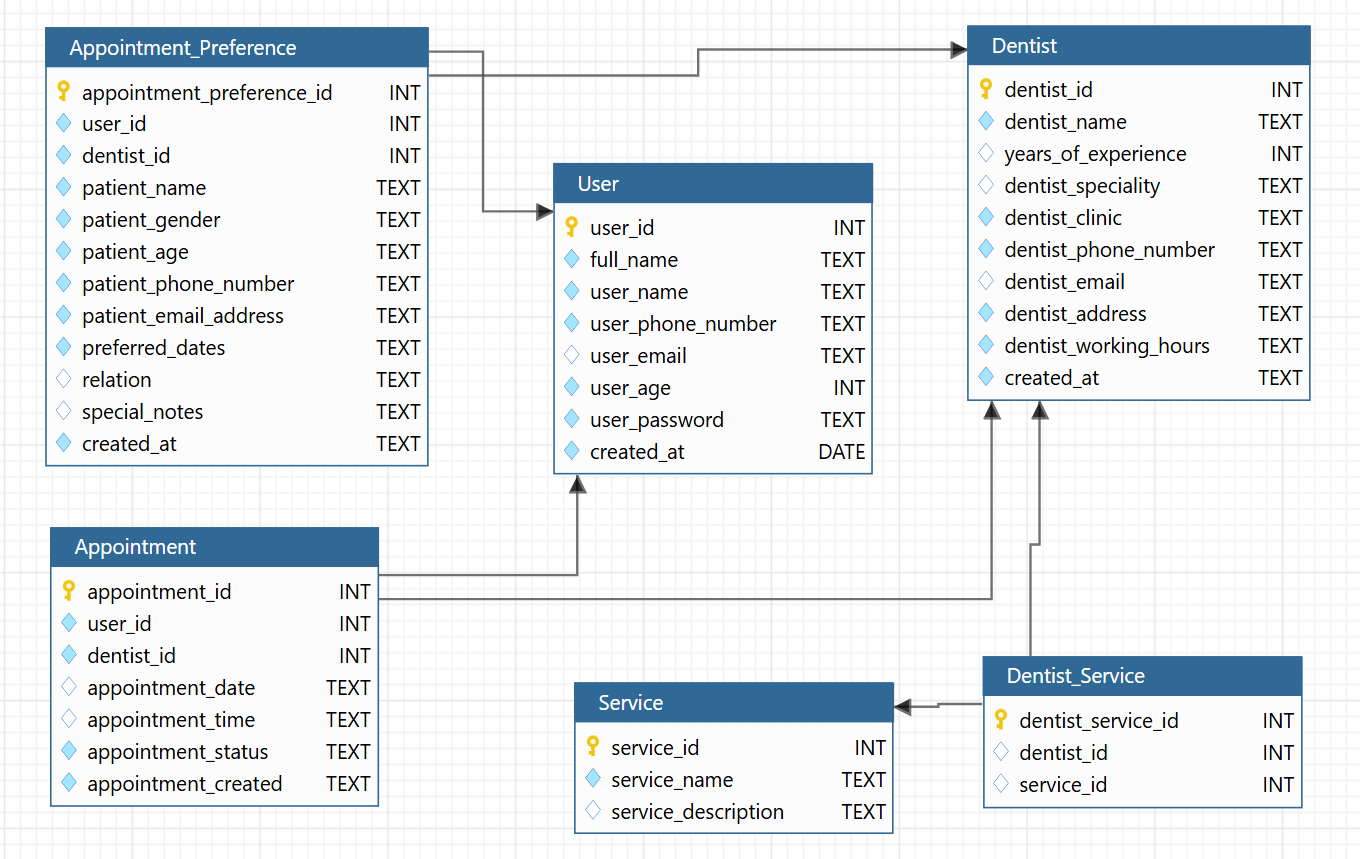 Appointment_Preference
appointment_preference_id INT
user_id INT
dentist_id INT
patient_name TEXT
patient_gender TEXT
patient_age TEXT
patient_phone_number TEXT
patient_email_address TEXT
preferred_dates TEXT
relation TEXT
special_notes TEXT
created_at TEXT
User
user_id INT
full_name TEXT
user_name TEXT
user_phone_number TEXT
user_email TEXT
user_age INT
user_password TEXT
created_at DATE
Dentist
dentist_id INT
dentist_name TEXT
years_of_experience INT
dentist_speciality TEXT
dentist_clinic TEXT
dentist_phone_number TEXT
dentist_email TEXT
dentist_address TEXT
dentist_working_hours TEXT
created_at TEXT
Appointment
appointment_id INT
user_id INT
dentist_id INT
appointment_date TEXT
appointment_time TEXT
appointment_status TEXT
appointment_created TEXT
Service
service_id INT
service_name TEXT
service_description TEXT
Dentist_Service
dentist_service_id INT
dentist_id INT
service_id INT